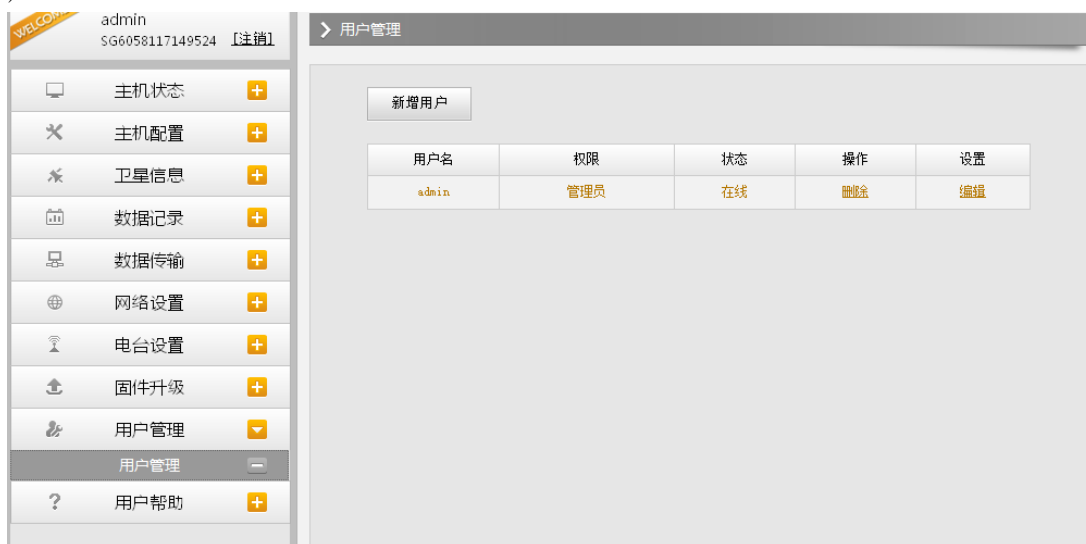 WELCOME
admin
SG6058117149524 [注销]
主机状态
主机配置
卫星信息
数据记录
数据传输
网络设置
电台设置
固件升级
用户管理
用户管理
用户帮助
用户管理
新增用户
用户名 权限 状态 操作 设置
admin 管理员 在线 删除 编辑